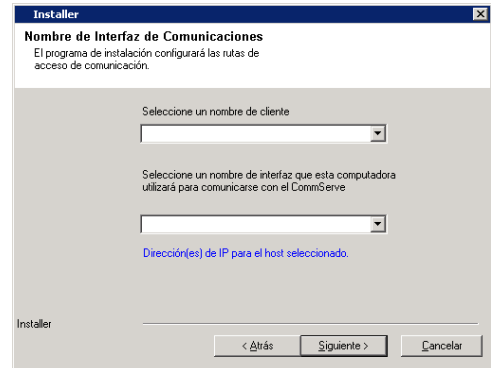 Installer
Nombre de Interfaz de Comunicaciones
El programa de instalación configurará las rutas de
acceso de comunicación.
Seleccione un nombre de cliente
Seleccione un nombre de interfaz que esta computadora
utilizará para comunicarse con el CommServe
Dirección(es) de IP para el host seleccionado.
Installer
< Atrás
Siguiente >
Cancelar